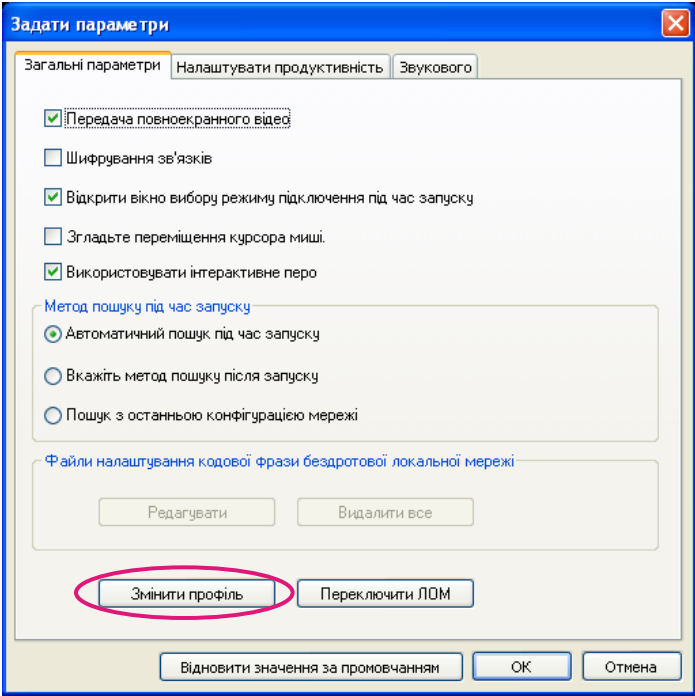 Задати параметри
Загальні параметри Налаштувати продуктивність Звукового
Передача повноекранного відео
Шифрування зв'язків
Відкрити вікно вибору режиму підключення під час запуску
Згладьте переміщення курсора миші.
Використовувати інтерактивне перо
Метод пошуку під час запуску
Автоматичний пошук під час запуску
Вкажіть метод пошуку після запуску
Пошук з останньою конфігурацією мережі
Файли налаштування кодової фрази бездротової локальної мережі
Редагувати Видалити все
Змінити профіль Переключити ЛОМ
Відновити значення за промовчанням ОК Отмена